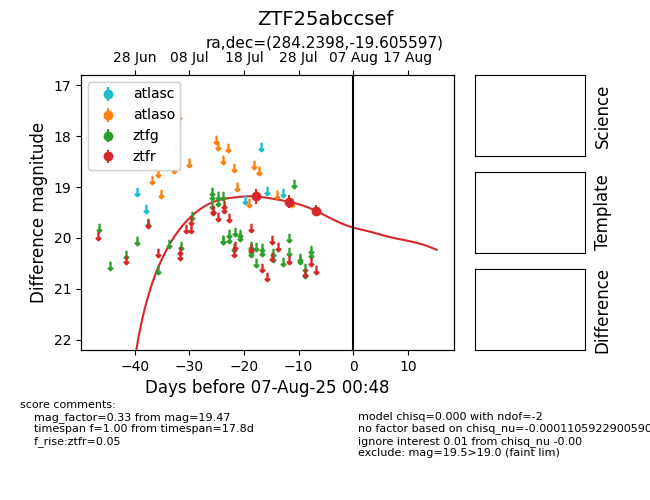 ZTF25abccsef
ra,dec=(284.2398,-19.605597)
28 Jun 08 Jul 18 Jul 28 Jul 07 Aug 17 Aug
17
18
19
20
21
22
Difference magnitude
atlasc
atlaso
ztfg
ztfr
−40 −30 −20 −10 0 10
Days before 07-Aug-25 00:48
Science
Template
Difference
score comments:
mag_factor=0.33 from mag=19.47
timespan f=1.00 from timespan=17.8d
f_rise:ztfr=0.05
model chisq=0.000 with ndof=-2
no factor based on chisq_nu=-0.0001105922900590
ignore interest 0.01 from chisq_nu -0.00
exclude: mag=19.5>19.0 (faint lim)